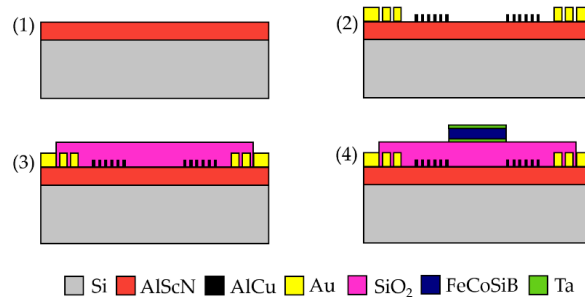 (1)
(2)
(3)
(4)
Si AlScN AlCu Au SiO₂ FeCoSiB Ta